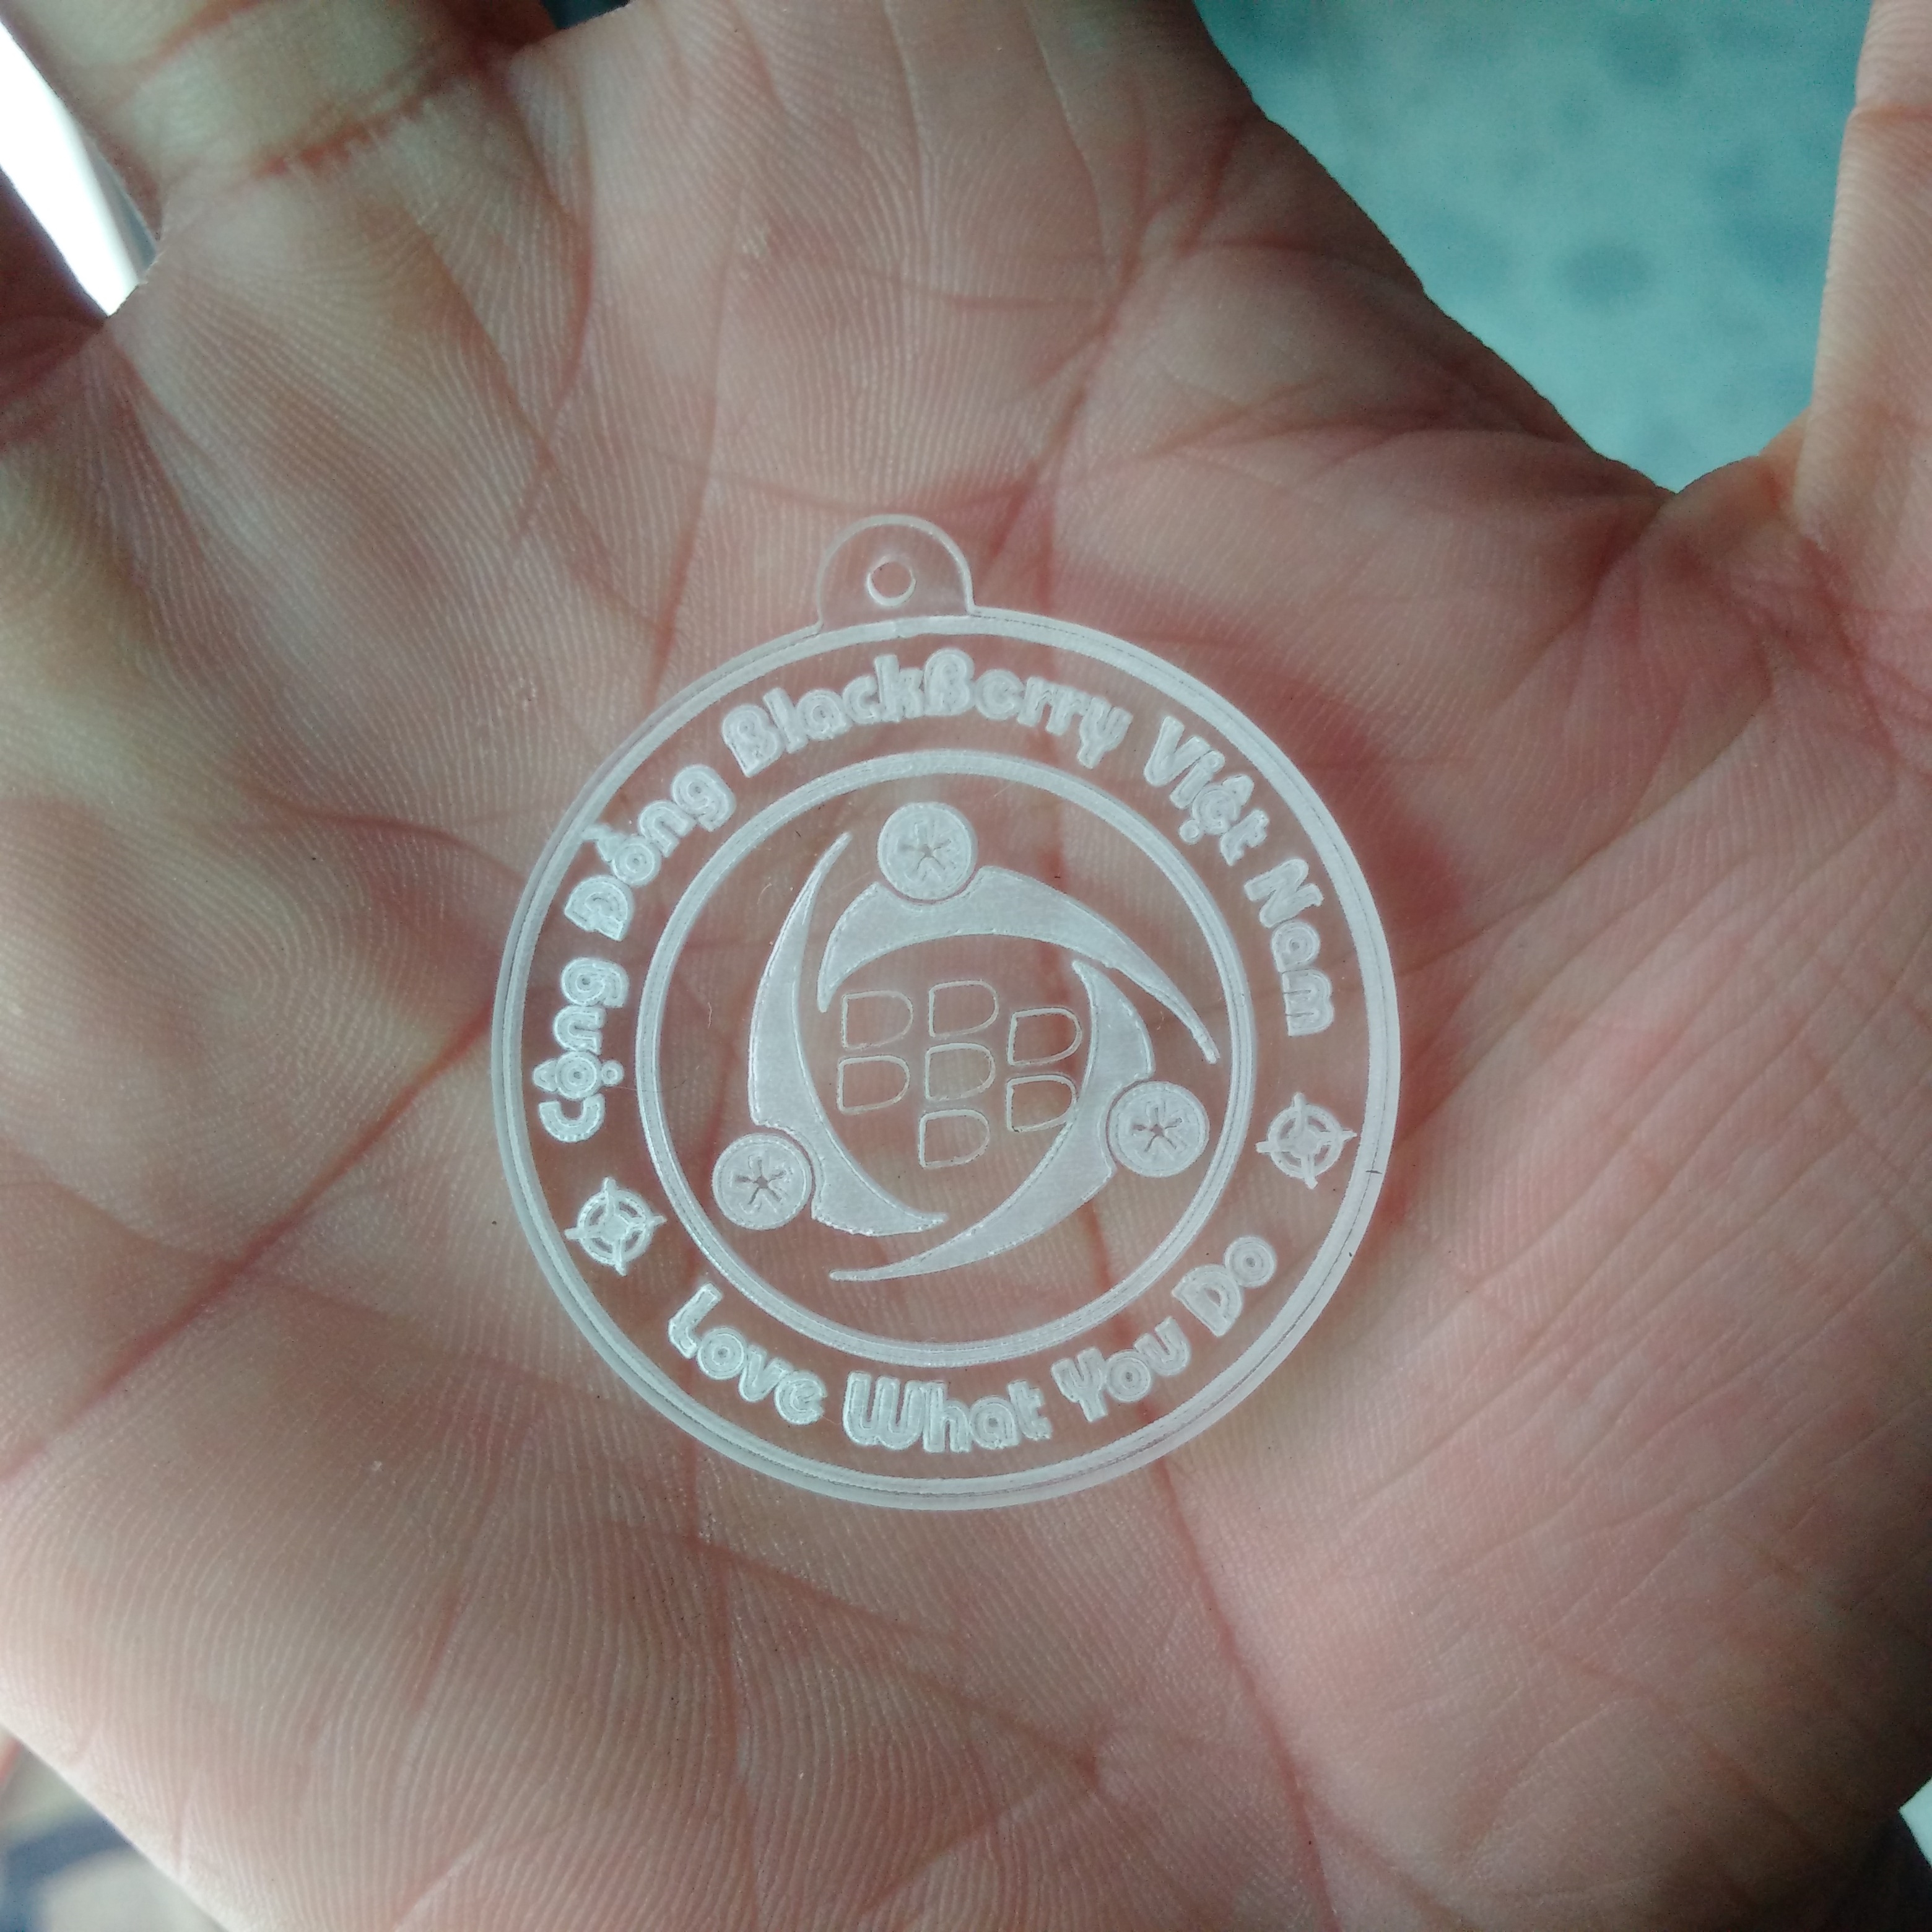 Cộng Đồng BlackBerry Việt Nam
Love What You Do